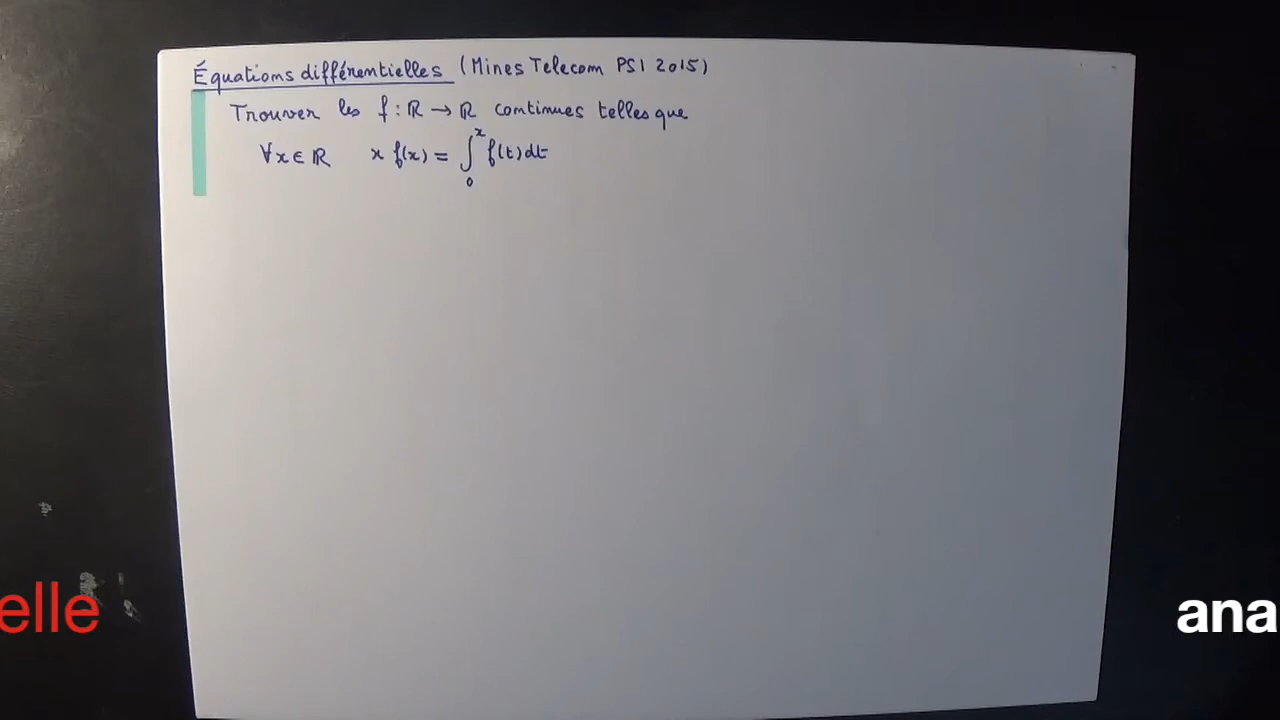 Équations différentielles (Mines Telecom PSI 2015)
Trouver les f : ℝ → ℝ continues telles que
∀x ∈ ℝ x f(x) = ∫₀ˣ f(t)dt
elle
ana